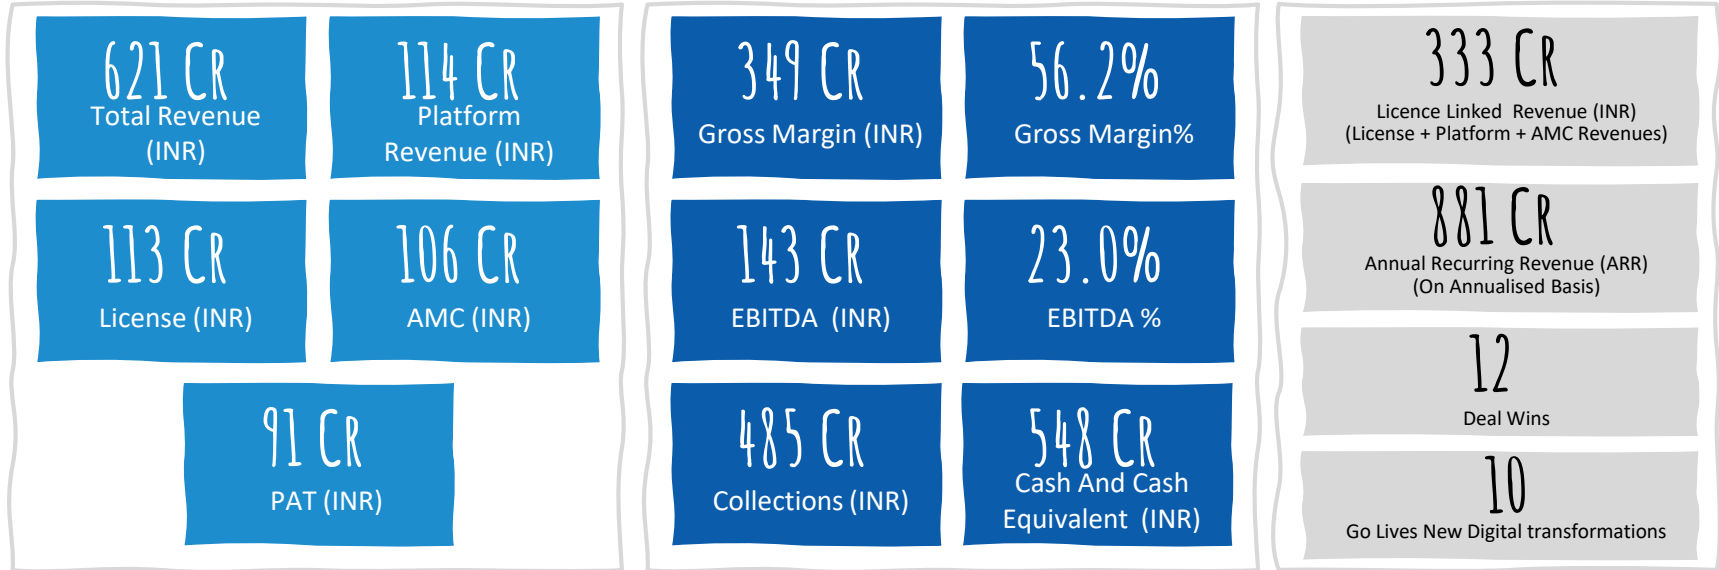 621 Cr
Total Revenue
(INR)
114 Cr
Platform
Revenue (INR)
113 Cr
License (INR)
106 Cr
AMC (INR)
91 Cr
PAT (INR)
349 Cr
Gross Margin (INR)
56.2%
Gross Margin%
143 Cr
EBITDA (INR)
23.0%
EBITDA %
485 Cr
Collections (INR)
548 Cr
Cash And Cash
Equivalent (INR)
333 Cr
Licence Linked Revenue (INR)
(License + Platform + AMC Revenues)
881 Cr
Annual Recurring Revenue (ARR)
(On Annualised Basis)
12
Deal Wins
10
Go Lives New Digital transformations